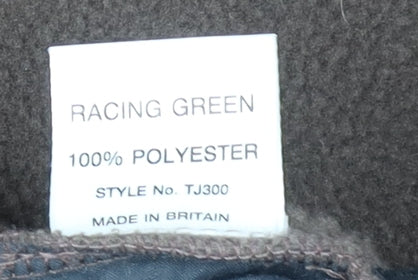 RACING GREEN
100% POLYESTER
STYLE No. TJ300
MADE IN BRITAIN